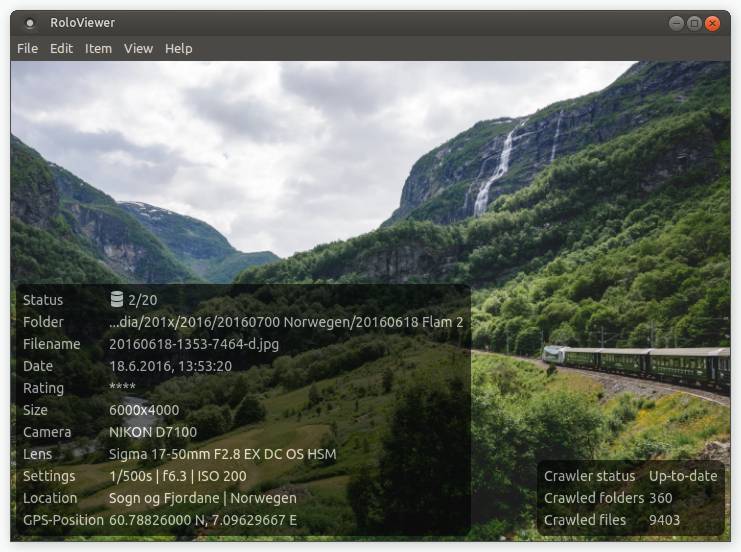 RoloViewer
File Edit Item View Help
Status 2/20
Folder ...dia/201x/2016/20160700 Norwegen/20160618 Flam 2
Filename 20160618-1353-7464-d.jpg
Date 18.6.2016, 13:53:20
Rating ****
Size 6000x4000
Camera NIKON D7100
Lens Sigma 17-50mm F2.8 EX DC OS HSM
Settings 1/500s | f6.3 | ISO 200
Location Sogn og Fjordane | Norwegen
GPS-Position 60.78826000 N, 7.09629667 E
Crawler status Up-to-date
Crawled folders 360
Crawled files 9403